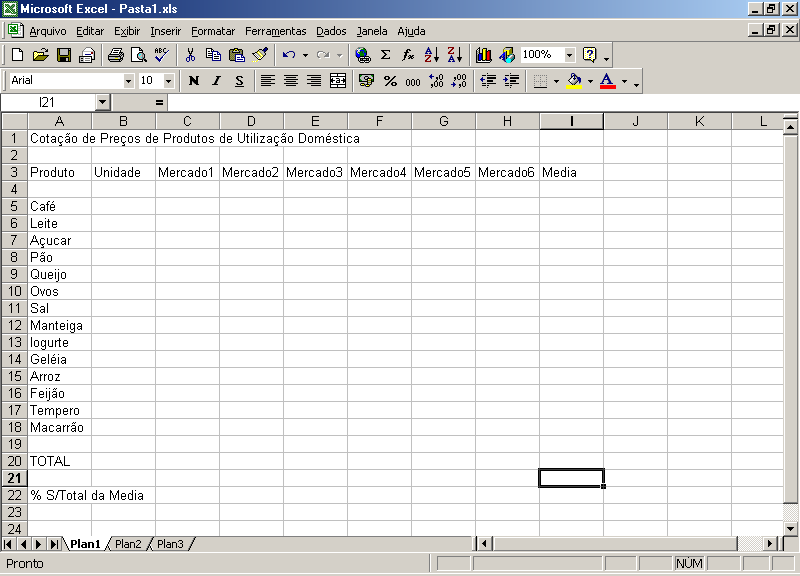 Microsoft Excel - Pasta1.xls
Arquivo Editar Exibir Inserir Formatar Ferramentas Dados Janela Ajuda
Σ fx A Z Z A 100% ?
Arial 10 N I S % 000 ,00 ,0 A
I21 =
A B C D E F G H I J K L
1 Cotação de Preços de Produtos de Utilização Doméstica
2
3 Produto Unidade Mercado1 Mercado2 Mercado3 Mercado4 Mercado5 Mercado6 Media
4
5 Café
6 Leite
7 Açucar
8 Pão
9 Queijo
10 Ovos
11 Sal
12 Manteiga
13 Iogurte
14 Geléia
15 Arroz
16 Feijão
17 Tempero
18 Macarrão
19
20 TOTAL
21
22 % S/Total da Media
23
24
Plan1 Plan2 Plan3
Pronto NÚM